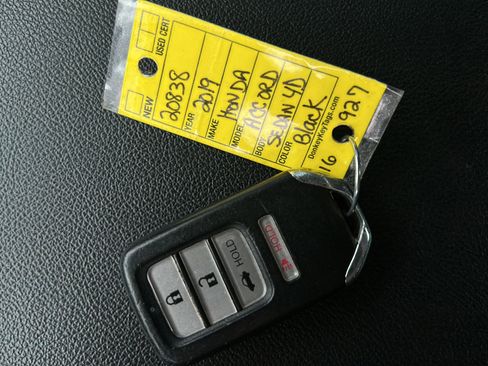 NEW USED CERT
20838
YEAR 2019
MAKE HONDA
MODEL ACCORD
BODY SEDAN 4D
COLOR Black
DonkeyKeyTags.com
16 927
HOLD
HOLD